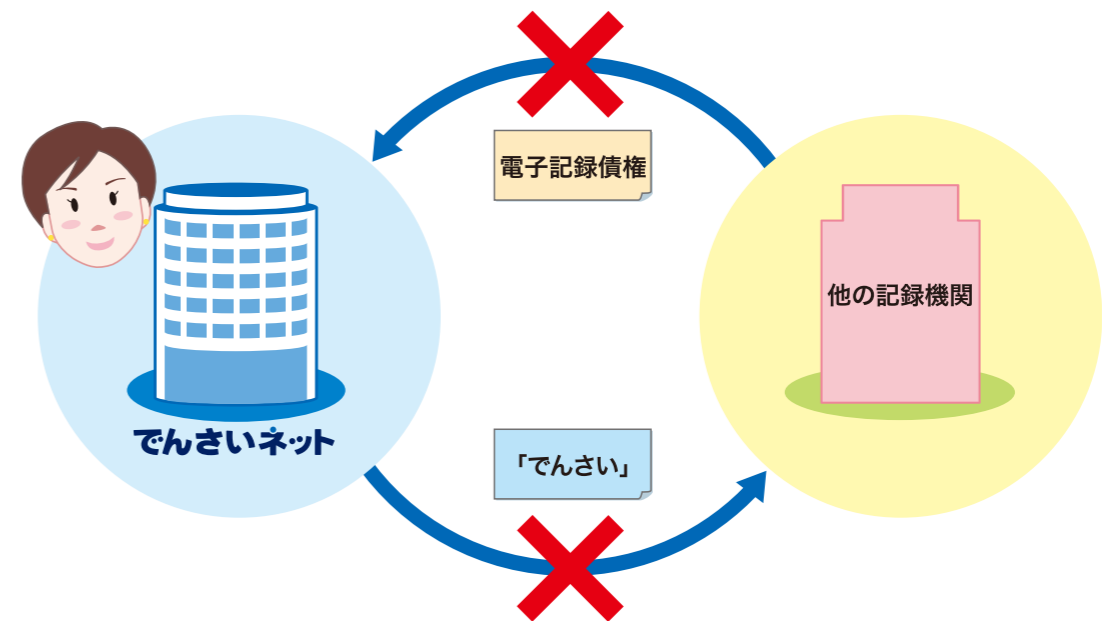 電子記録債権
他の記録機関
でんさいネット
「でんさい」